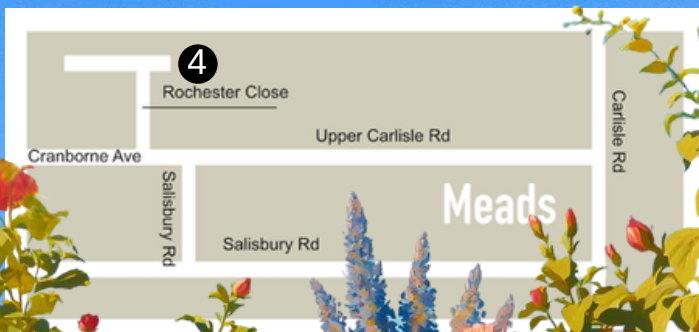 4
Rochester Close
Upper Carlisle Rd
Carlisle Rd
Cranborne Ave
Salisbury Rd
Meads
Salisbury Rd